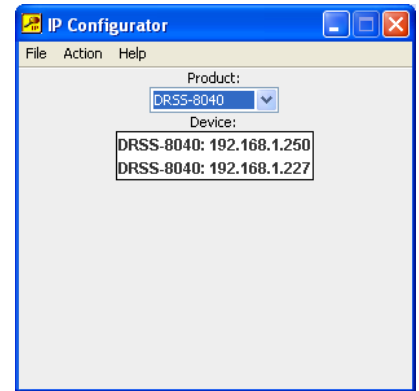 IP Configurator
File Action Help
Product:
DRSS-8040
Device:
DRSS-8040: 192.168.1.250
DRSS-8040: 192.168.1.227